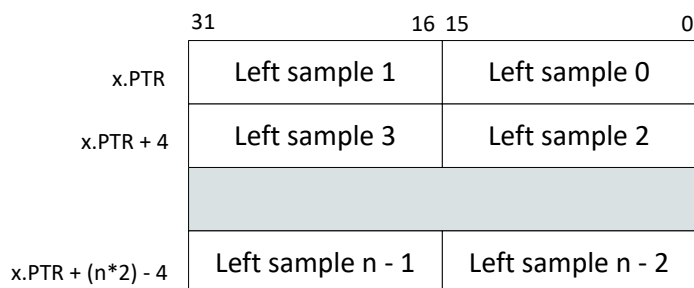 31 16 15 0
x.PTR Left sample 1 Left sample 0
x.PTR + 4 Left sample 3 Left sample 2
x.PTR + (n*2) - 4 Left sample n - 1 Left sample n - 2